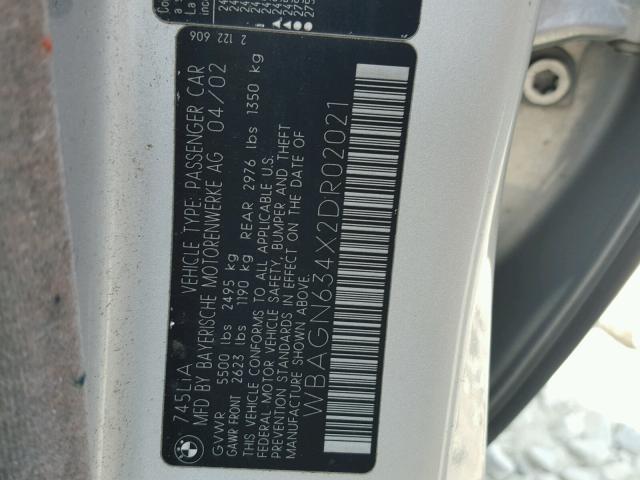 2 122 606
745LiA VEHICLE TYPE: PASSENGER CAR
MFD BY BAYERISCHE MOTORENWERKE AG 04/02
GVWR 5500 lbs 2495 kg
GAWR FRONT 2623 lbs 1190 kg REAR 2976 lbs 1350 kg
THIS VEHICLE CONFORMS TO ALL APPLICABLE U.S.
FEDERAL MOTOR VEHICLE SAFETY, BUMPER AND THEFT
PREVENTION STANDARDS IN EFFECT ON THE DATE OF
MANUFACTURE SHOWN ABOVE.
WBAGN634X2DR02021